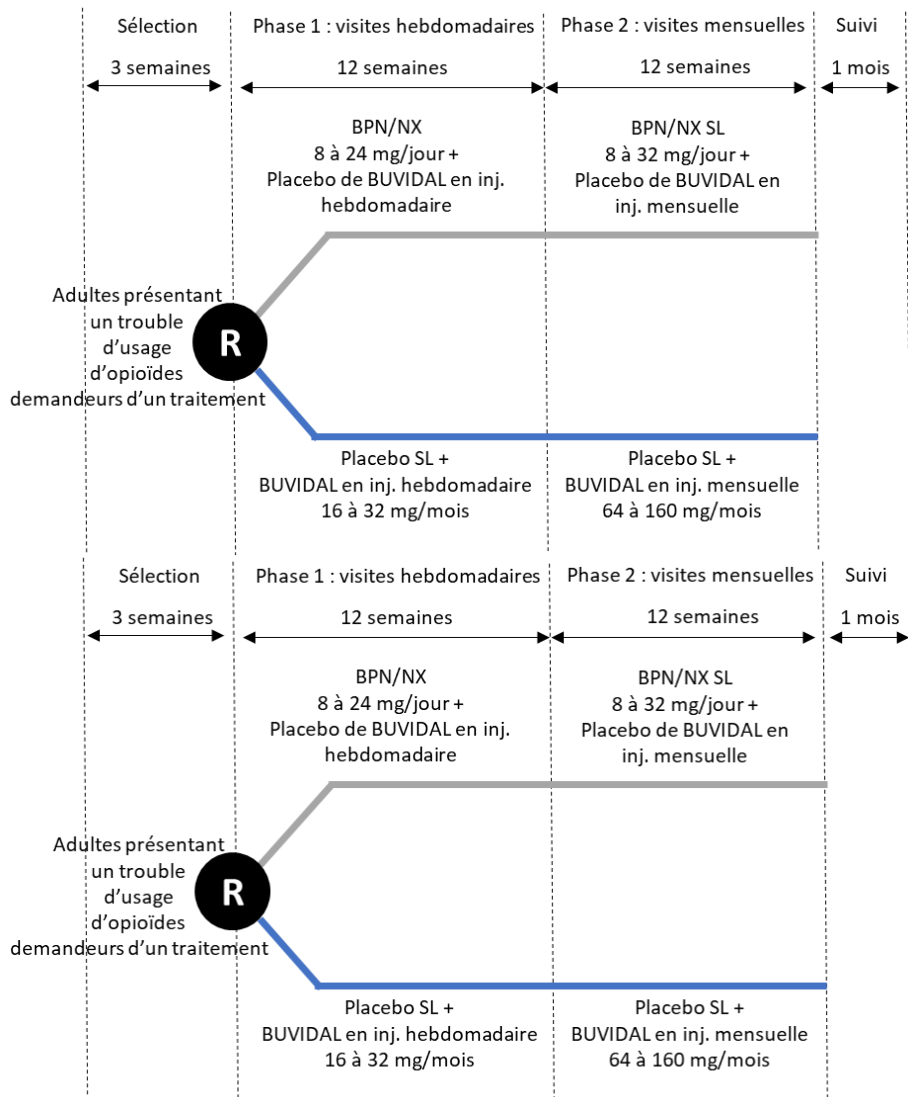 Sélection
Phase 1 : visites hebdomadaires
Phase 2 : visites mensuelles
Suivi
3 semaines
12 semaines
12 semaines
1 mois
BPN/NX
8 à 24 mg/jour +
Placebo de BUVIDAL en inj.
hebdomadaire
BPN/NX SL
8 à 32 mg/jour +
Placebo de BUVIDAL en
inj. mensuelle
Adultes présentant
un trouble
d'usage
d'opioïdes
demandeurs d'un traitement
R
Placebo SL +
BUVIDAL en inj. hebdomadaire
16 à 32 mg/mois
Placebo SL +
BUVIDAL en inj. mensuelle
64 à 160 mg/mois
Sélection
Phase 1 : visites hebdomadaires
Phase 2 : visites mensuelles
Suivi
3 semaines
12 semaines
12 semaines
1 mois
BPN/NX
8 à 24 mg/jour +
Placebo de BUVIDAL en inj.
hebdomadaire
BPN/NX SL
8 à 32 mg/jour +
Placebo de BUVIDAL en
inj. mensuelle
Adultes présentant
un trouble
d'usage
d'opioïdes
demandeurs d'un traitement
R
Placebo SL +
BUVIDAL en inj. hebdomadaire
16 à 32 mg/mois
Placebo SL +
BUVIDAL en inj. mensuelle
64 à 160 mg/mois